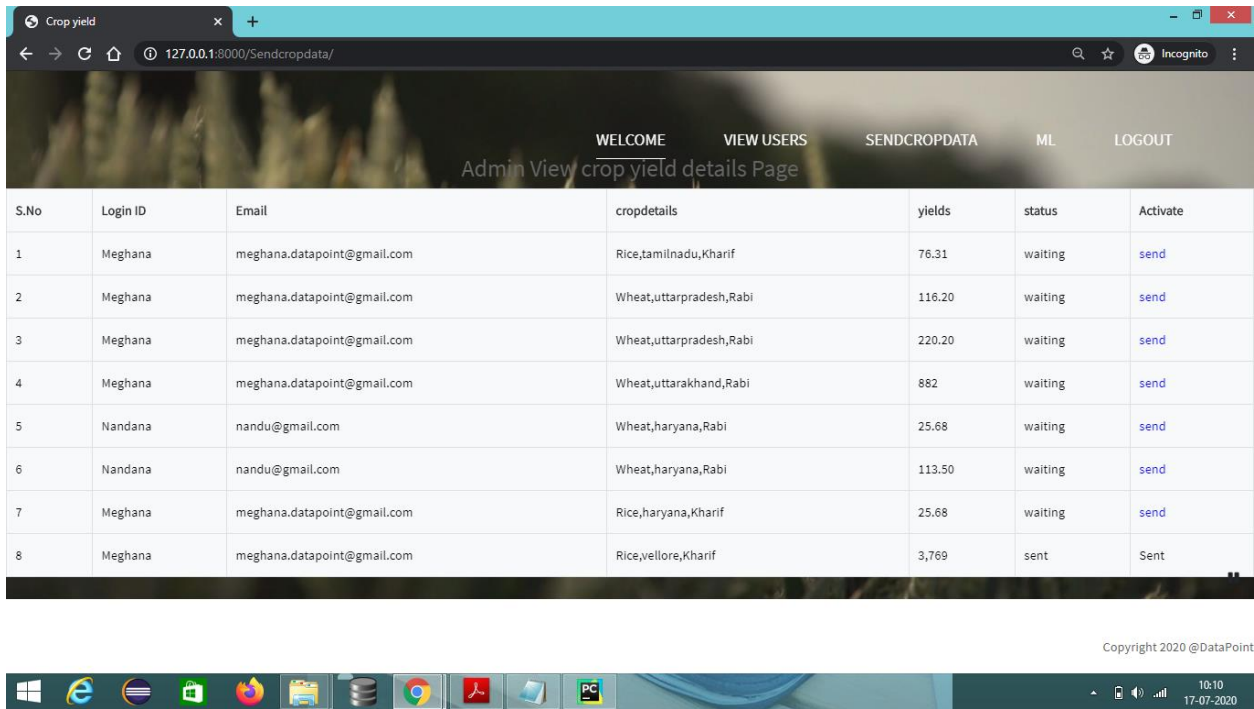 Crop yield
127.0.0.1:8000/Sendcropdata/
Incognito
WELCOME VIEW USERS SENDCROPDATA ML LOGOUT
Admin View crop yield details Page
S.No Login ID Email cropdetails yields status Activate
1 Meghana meghana.datapoint@gmail.com Rice,tamilnadu,Kharif 76.31 waiting send
2 Meghana meghana.datapoint@gmail.com Wheat,uttarpradesh,Rabi 116.20 waiting send
3 Meghana meghana.datapoint@gmail.com Wheat,uttarpradesh,Rabi 220.20 waiting send
4 Meghana meghana.datapoint@gmail.com Wheat,uttarakhand,Rabi 882 waiting send
5 Nandana nandu@gmail.com Wheat,haryana,Rabi 25.68 waiting send
6 Nandana nandu@gmail.com Wheat,haryana,Rabi 113.50 waiting send
7 Meghana meghana.datapoint@gmail.com Rice,haryana,Kharif 25.68 waiting send
8 Meghana meghana.datapoint@gmail.com Rice,vellore,Kharif 3,769 sent Sent
Copyright 2020 @DataPoint
PC
10:10
17-07-2020